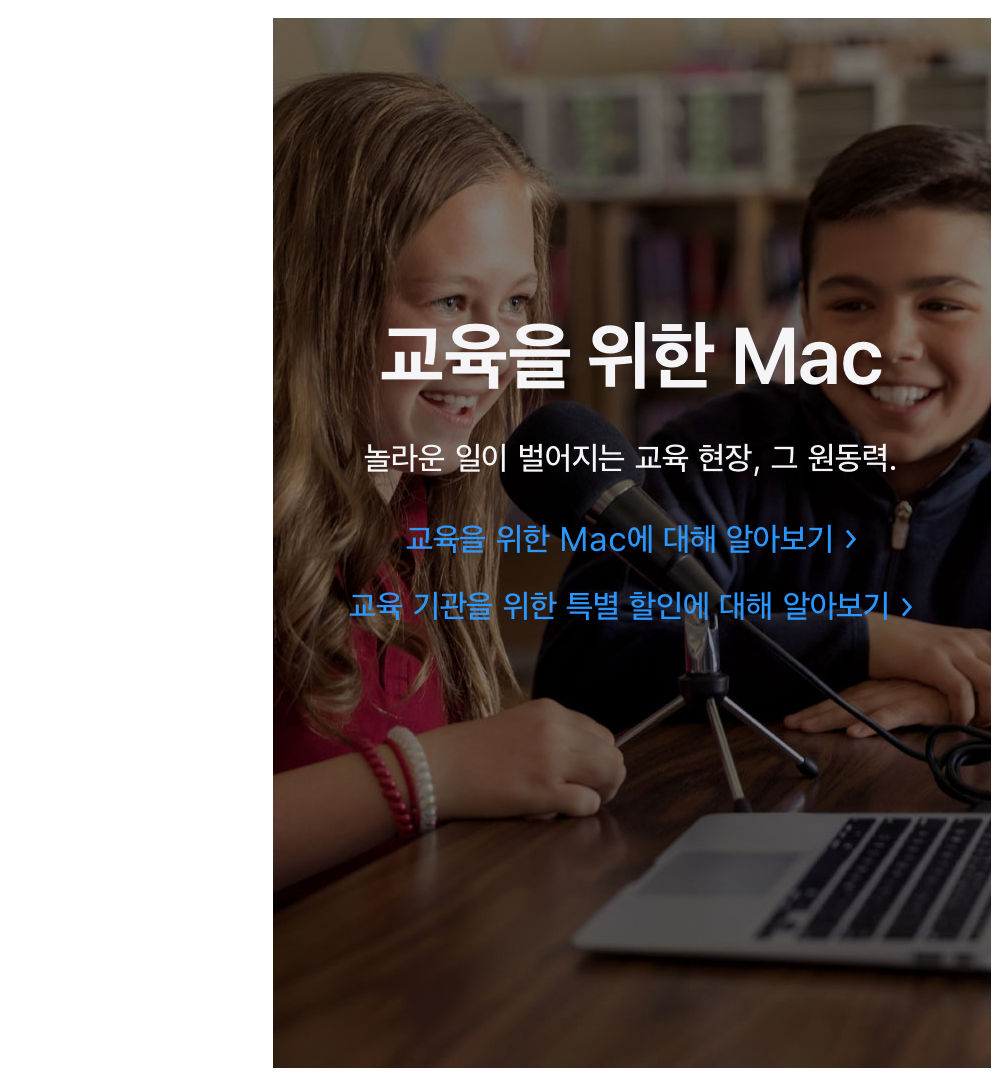 교육을 위한 Mac
놀라운 일이 벌어지는 교육 현장, 그 원동력.
교육을 위한 Mac에 대해 알아보기 >
교육 기관을 위한 특별 할인에 대해 알아보기 >